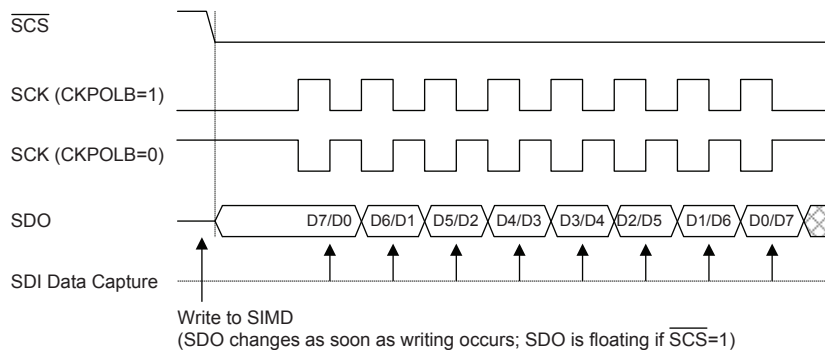 SCS
SCK (CKPOLB=1)
SCK (CKPOLB=0)
SDO D7/D0 D6/D1 D5/D2 D4/D3 D3/D4 D2/D5 D1/D6 D0/D7
SDI Data Capture
Write to SIMD
(SDO changes as soon as writing occurs; SDO is floating if SCS=1)